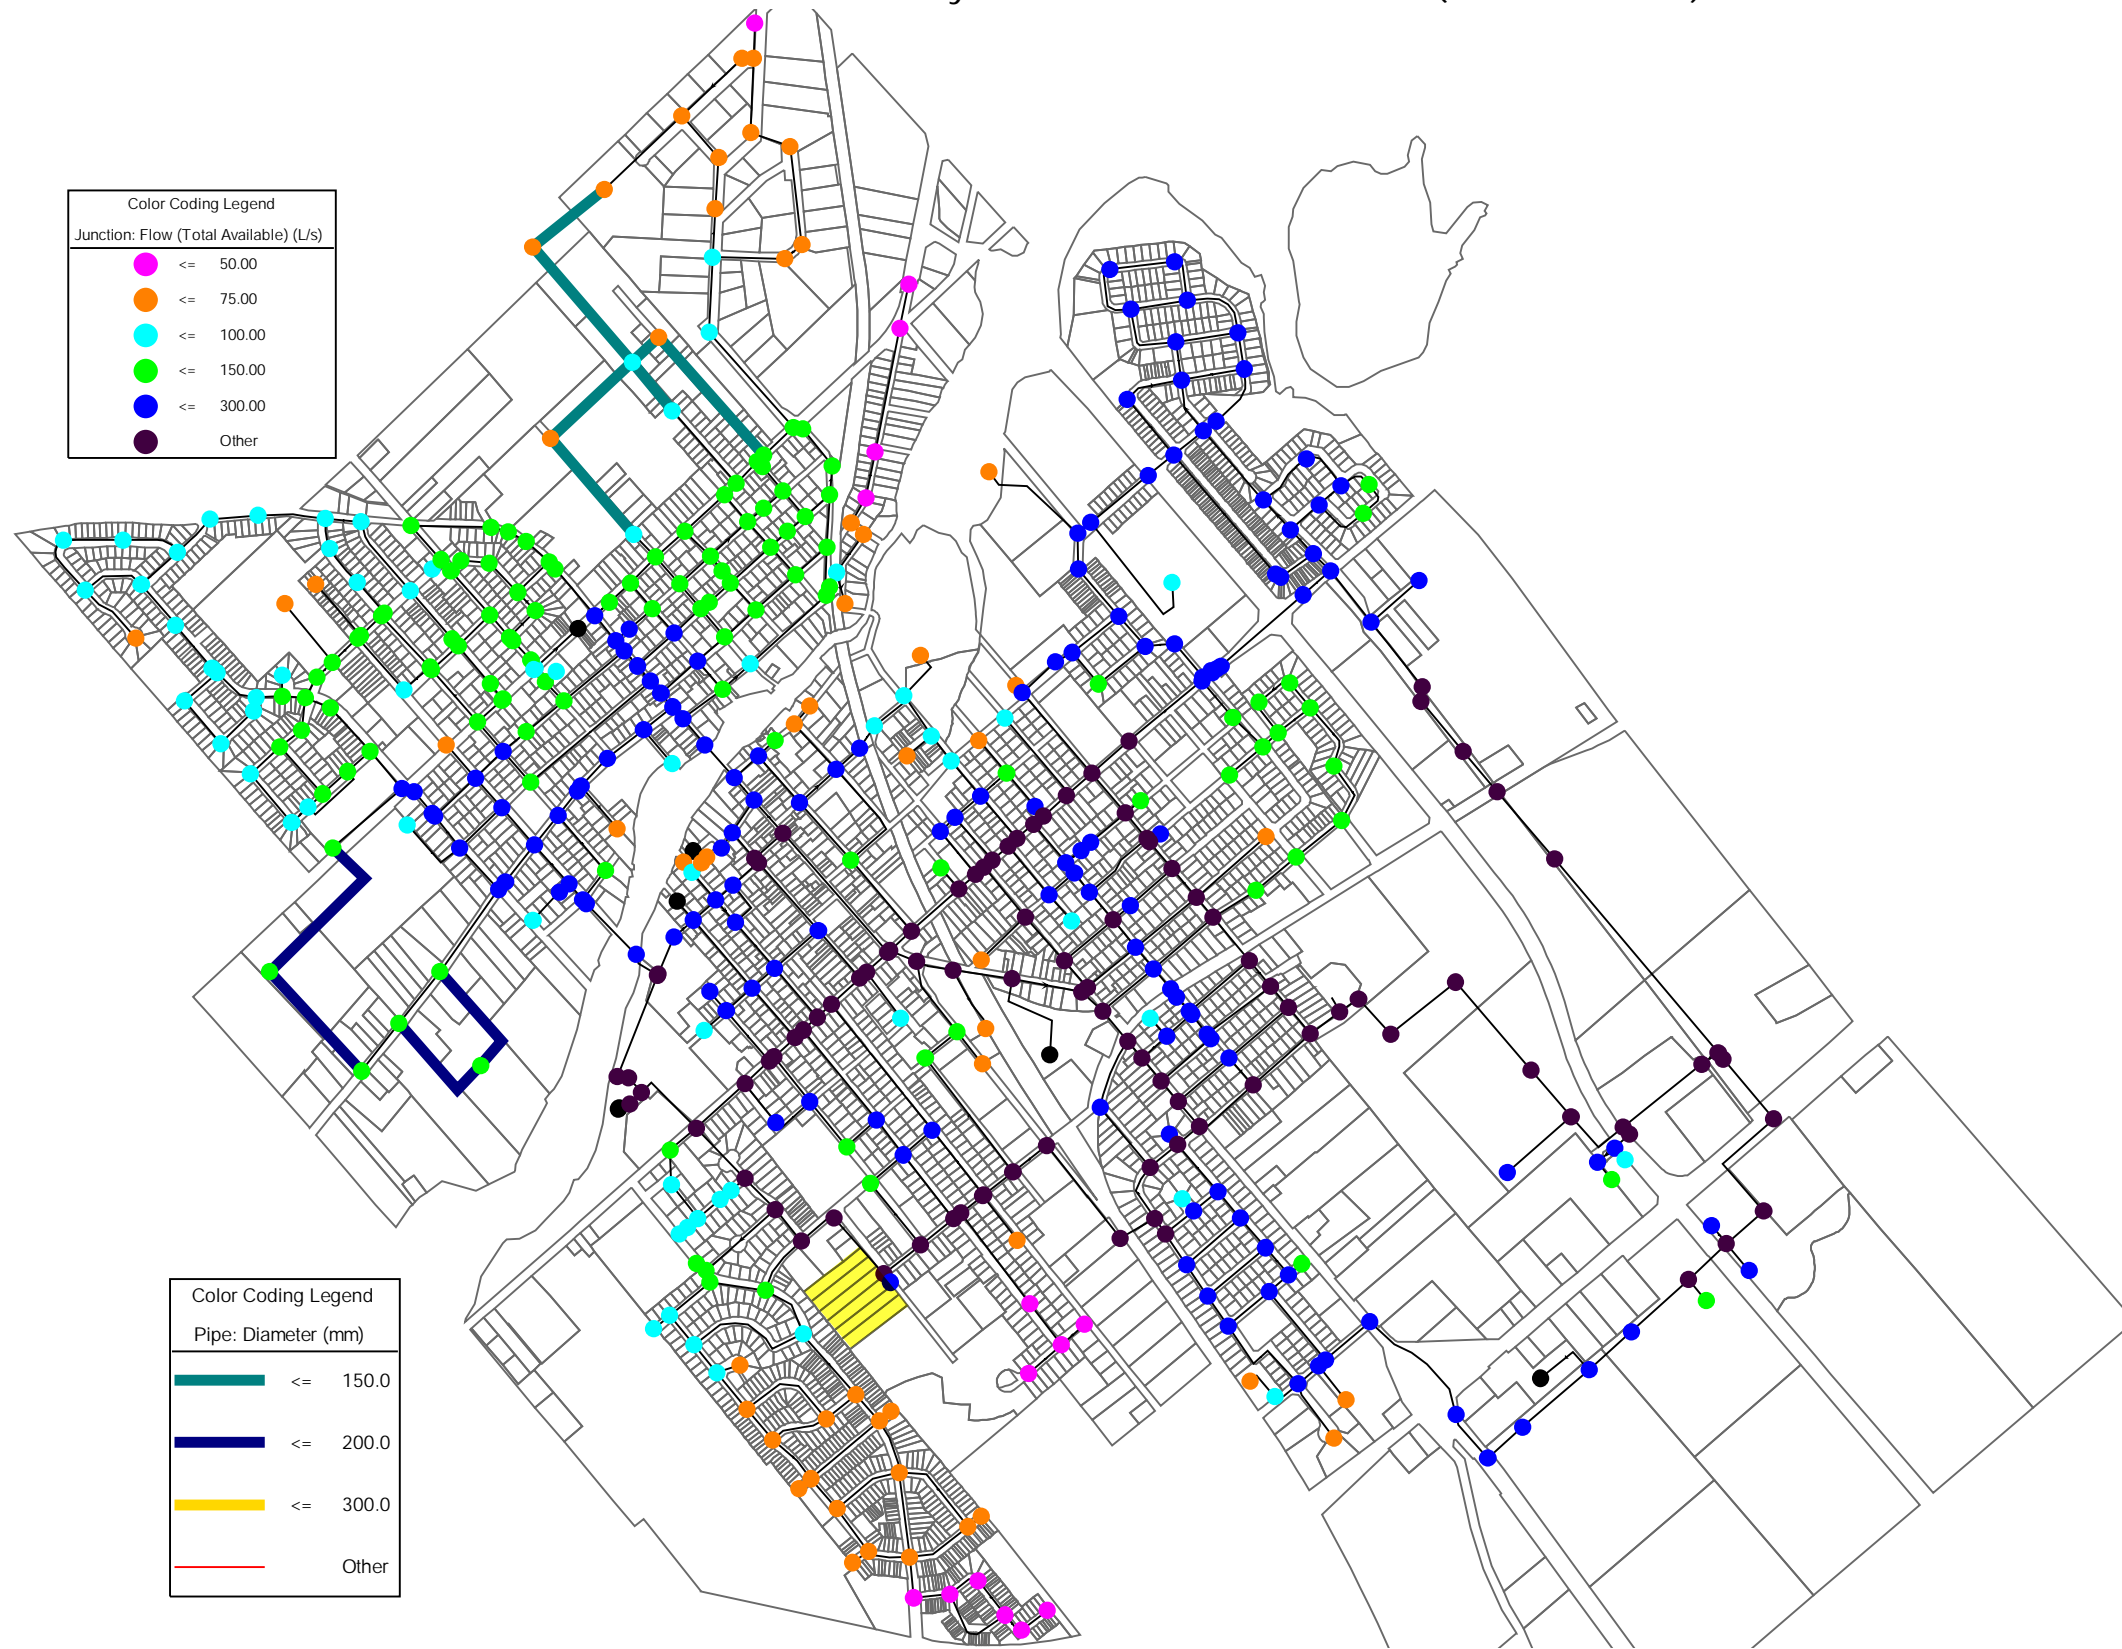 Color Coding Legend
Junction: Flow (Total Available) (L/s)
<= 50.00
<= 75.00
<= 100.00
<= 150.00
<= 300.00
Other
Color Coding Legend
Pipe: Diameter (mm)
<= 150.0
<= 200.0
<= 300.0
Other